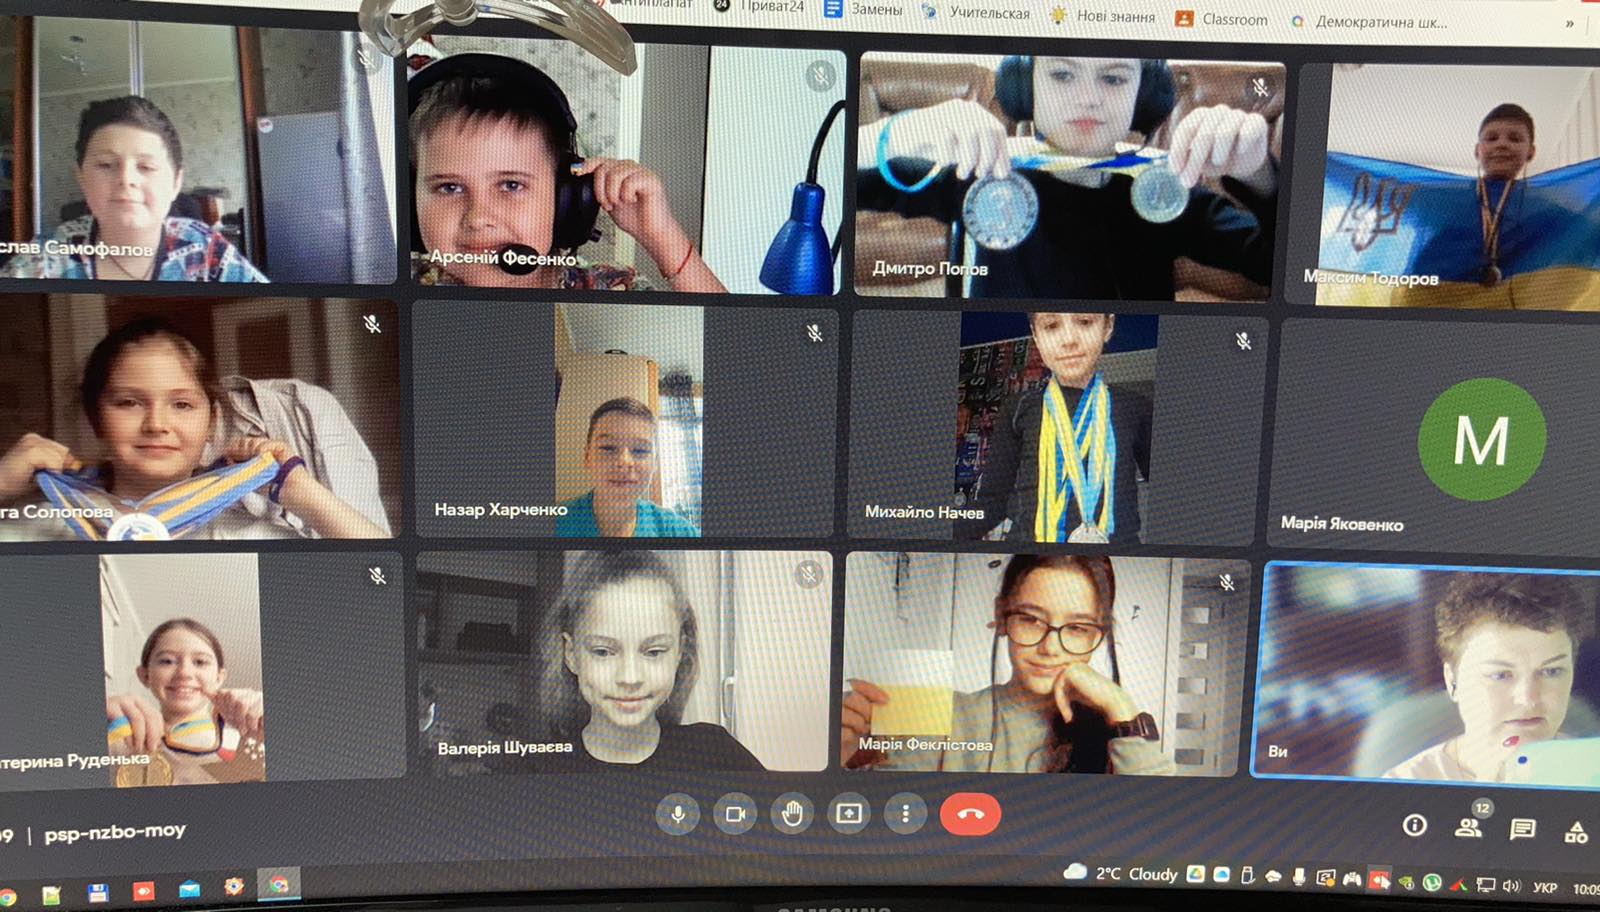 Приват24
Замены
Учительская
Нові знання
Classroom
Демократична шк...
»
слав Самофалов
Арсеній Фесенко
Дмитро Попов
Максим Тодоров
га Солопова
Назар Харченко
Михайло Начев
M
Марія Яковенко
терина Руденька
Валерія Шуваєва
Марія Феклістова
Ви
9 | psp-nzbo-moy
12
2°C Cloudy
УКР
10:09
SAMSUNG